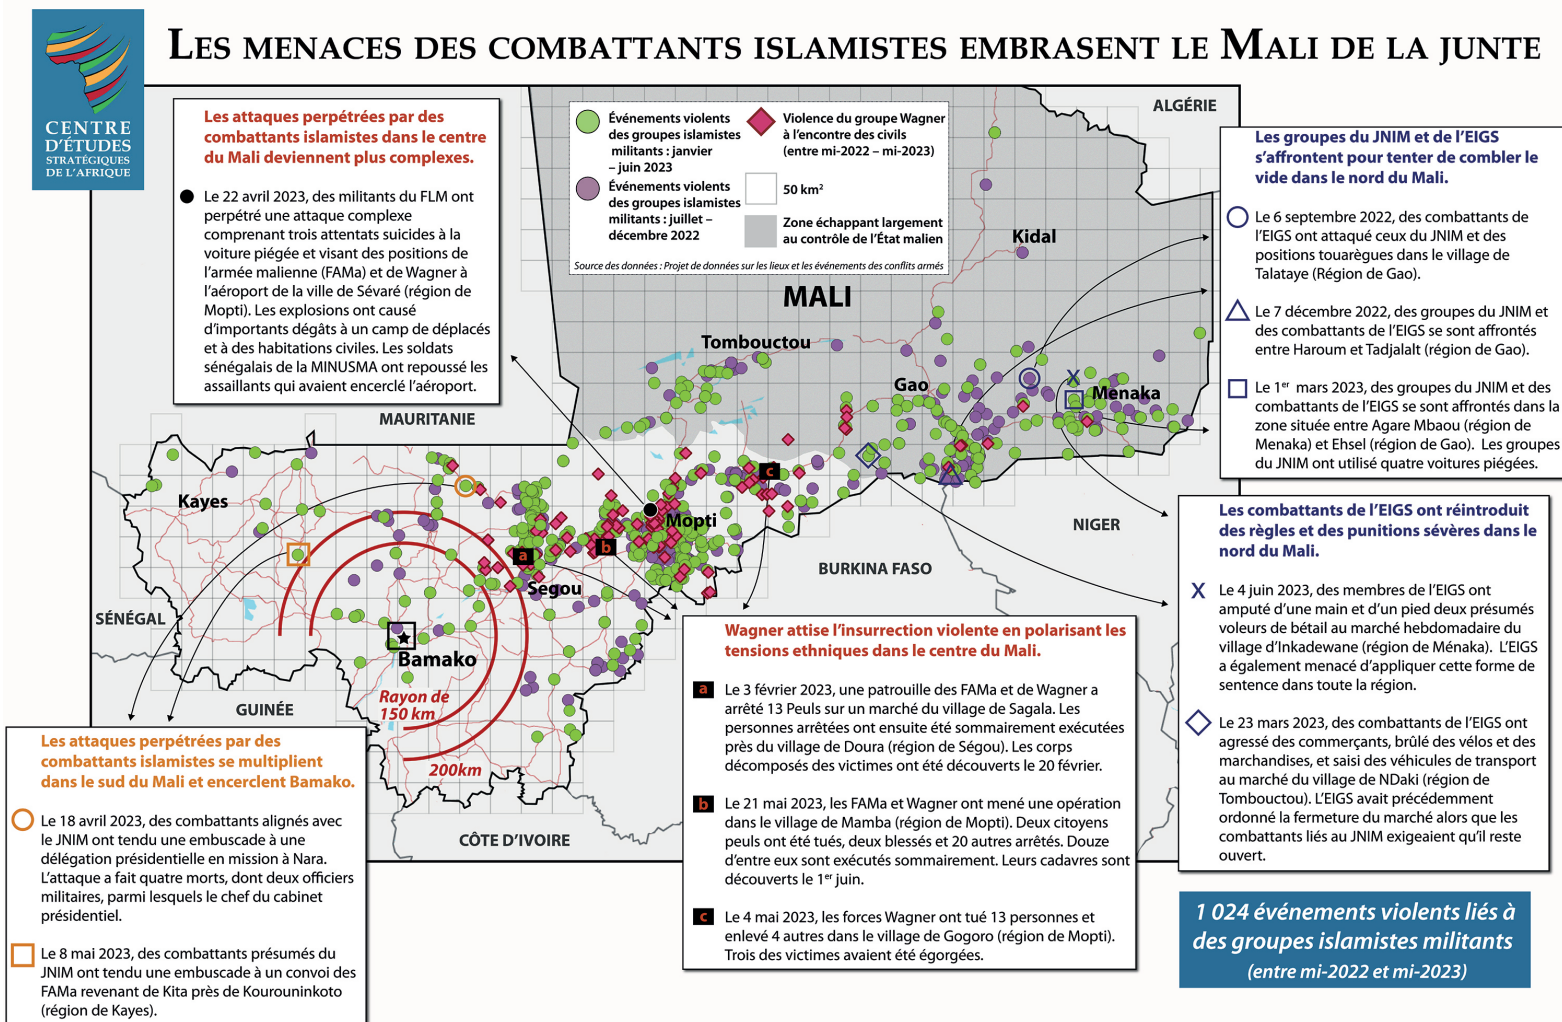 LES MENACES DES COMBATTANTS ISLAMISTES EMBRASENT LE MALI DE LA JUNTE
CENTRE
D'ÉTUDES
STRATÉGIQUES
DE L'AFRIQUE
Les attaques perpétrées par des
combattants islamistes dans le centre
du Mali deviennent plus complexes.
Le 22 avril 2023, des militants du FLM ont
perpétré une attaque complexe
comprenant trois attentats suicides à la
voiture piégée et visant des positions de
l'armée malienne (FAMa) et de Wagner à
l'aéroport de la ville de Sévaré (région de
Mopti). Les explosions ont causé
d'importants dégâts à un camp de déplacés
et à des habitations civiles. Les soldats
sénégalais de la MINUSMA ont repoussé les
assaillants qui avaient encerclé l'aéroport.
Événements violents
des groupes islamistes
militants : janvier
– juin 2023
Événements violents
des groupes islamistes
militants : juillet –
décembre 2022
Violence du groupe Wagner
à l'encontre des civils
(entre mi-2022 – mi-2023)
50 km²
Zone échappant largement
au contrôle de l'État malien
Source des données : Projet de données sur les lieux et les événements des conflits armés
ALGÉRIE
Kidal
MALI
Tombouctou
Gao
Menaka
MAURITANIE
Kayes
Mopti
NIGER
BURKINA FASO
Segou
SÉNÉGAL
Bamako
GUINÉE
Rayon de
150 km
200km
CÔTE D'IVOIRE
a
b
c
Les groupes du JNIM et de l'EIGS
s'affrontent pour tenter de combler le
vide dans le nord du Mali.
Le 6 septembre 2022, des combattants de
l'EIGS ont attaqué ceux du JNIM et des
positions touarègues dans le village de
Talataye (Région de Gao).
Le 7 décembre 2022, des groupes du JNIM et
des combattants de l'EIGS se sont affrontés
entre Haroum et Tadjalalt (région de Gao).
Le 1er mars 2023, des groupes du JNIM et des
combattants de l'EIGS se sont affrontés dans la
zone située entre Agare Mbaou (région de
Menaka) et Ehsel (région de Gao). Les groupes
du JNIM ont utilisé quatre voitures piégées.
Les combattants de l'EIGS ont réintroduit
des règles et des punitions sévères dans le
nord du Mali.
X
Le 4 juin 2023, des membres de l'EIGS ont
amputé d'une main et d'un pied deux présumés
voleurs de bétail au marché hebdomadaire du
village d'Inkadewane (région de Ménaka). L'EIGS
a également menacé d'appliquer cette forme de
sentence dans toute la région.
Le 23 mars 2023, des combattants de l'EIGS ont
agressé des commerçants, brûlé des vélos et des
marchandises, et saisi des véhicules de transport
au marché du village de NDaki (région de
Tombouctou). L'EIGS avait précédemment
ordonné la fermeture du marché alors que les
combattants liés au JNIM exigeaient qu'il reste
ouvert.
Wagner attise l'insurrection violente en polarisant les
tensions ethniques dans le centre du Mali.
a
Le 3 février 2023, une patrouille des FAMa et de Wagner a
arrêté 13 Peuls sur un marché du village de Sagala. Les
personnes arrêtées ont ensuite été sommairement exécutées
près du village de Doura (région de Ségou). Les corps
décomposés des victimes ont été découverts le 20 février.
b
Le 21 mai 2023, les FAMa et Wagner ont mené une opération
dans le village de Mamba (région de Mopti). Deux citoyens
peuls ont été tués, deux blessés et 20 autres arrêtés. Douze
d'entre eux sont exécutés sommairement. Leurs cadavres sont
découverts le 1er juin.
c
Le 4 mai 2023, les forces Wagner ont tué 13 personnes et
enlevé 4 autres dans le village de Gogoro (région de Mopti).
Trois des victimes avaient été égorgées.
Les attaques perpétrées par des
combattants islamistes se multiplient
dans le sud du Mali et encerclent Bamako.
Le 18 avril 2023, des combattants alignés avec
le JNIM ont tendu une embuscade à une
délégation présidentielle en mission à Nara.
L'attaque a fait quatre morts, dont deux officiers
militaires, parmi lesquels le chef du cabinet
présidentiel.
Le 8 mai 2023, des combattants présumés du
JNIM ont tendu une embuscade à un convoi des
FAMa revenant de Kita près de Kourouninkoto
(région de Kayes).
1 024 événements violents liés à
des groupes islamistes militants
(entre mi-2022 et mi-2023)